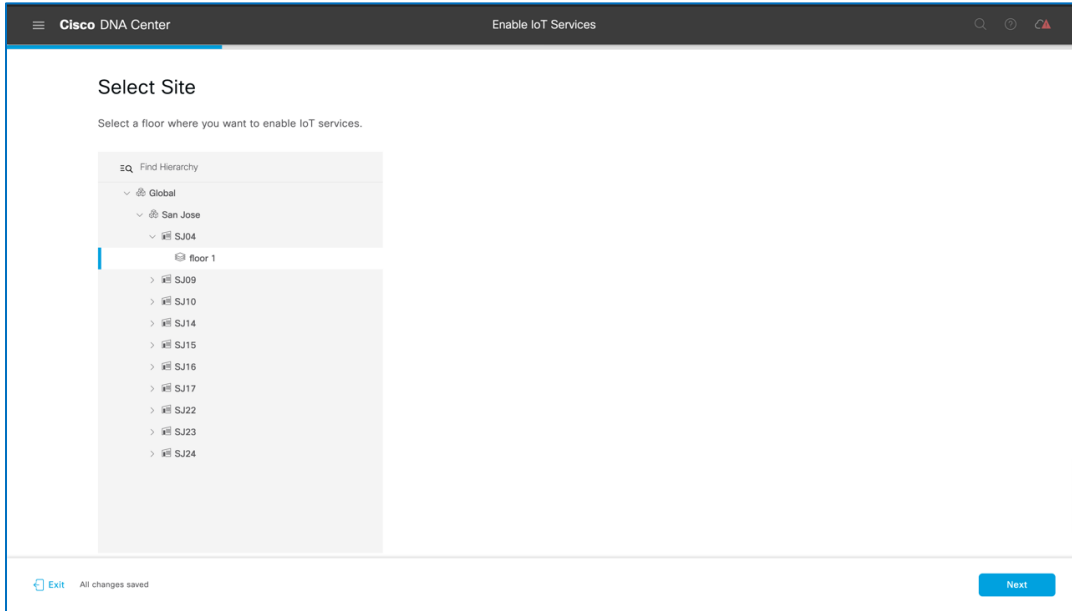 Cisco DNA Center
Enable IoT Services
Select Site
Select a floor where you want to enable IoT services.
Find Hierarchy
Global
San Jose
SJ04
floor 1
SJ09
SJ10
SJ14
SJ15
SJ16
SJ17
SJ22
SJ23
SJ24
Exit All changes saved
Next